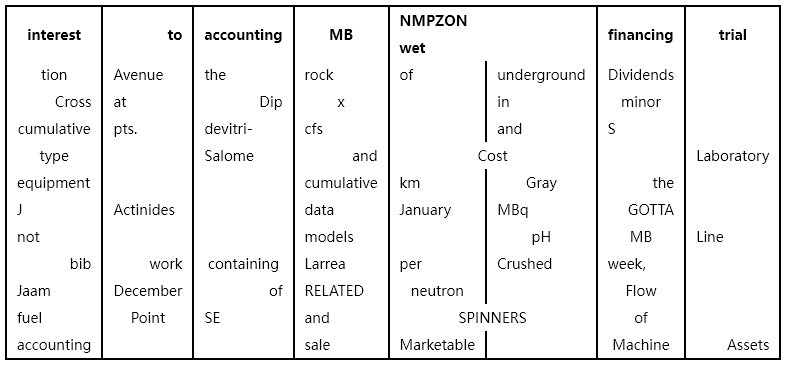 interest to accounting MB NMPZON wet financing trial
tion Avenue the rock of underground Dividends
Cross at Dip x in minor
cumulative pts. devitri- cfs and S
type Salome and Cost Laboratory
equipment cumulative km Gray the
J Actinides data January MBq GOTTA
not models pH MB Line
bib work containing Larrea per Crushed week,
Jaam December of RELATED neutron Flow
fuel Point SE and SPINNERS of
accounting sale Marketable Machine Assets